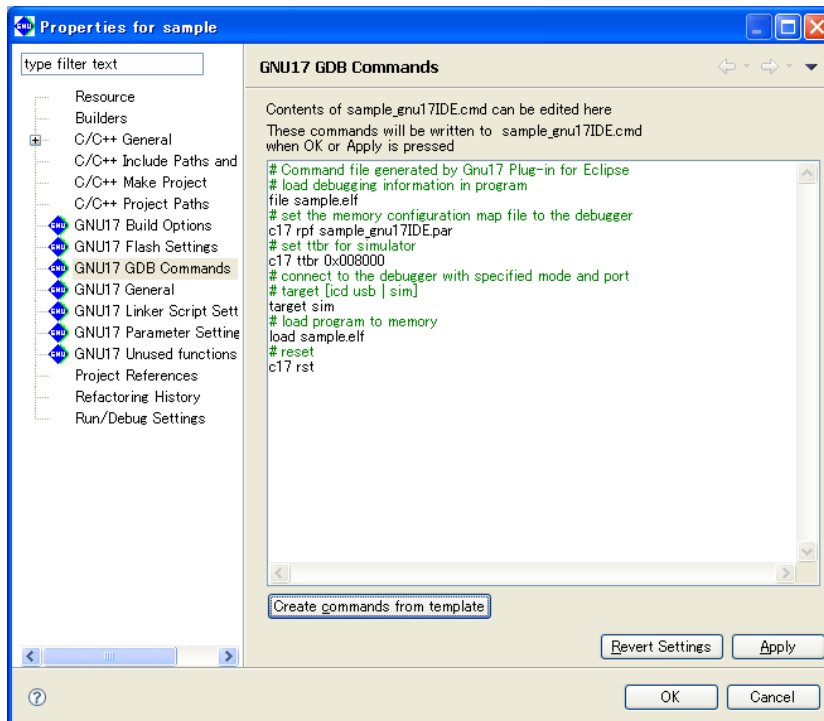 GNU Properties for sample
type filter text
Resource
Builders
C/C++ General
C/C++ Include Paths and
C/C++ Make Project
C/C++ Project Paths
GNU17 Build Options
GNU17 Flash Settings
GNU17 GDB Commands
GNU17 General
GNU17 Linker Script Sett
GNU17 Parameter Setting
GNU17 Unused functions
Project References
Refactoring History
Run/Debug Settings
GNU17 GDB Commands
Contents of sample_gnu17IDE.cmd can be edited here
These commands will be written to sample_gnu17IDE.cmd
when OK or Apply is pressed
# Command file generated by Gnu17 Plug-in for Eclipse
# load debugging information in program
file sample.elf
# set the memory configuration map file to the debugger
c17 rpf sample_gnu17IDE.par
# set ttbr for simulator
c17 ttbr 0x008000
# connect to the debugger with specified mode and port
# target [icd usb | sim]
target sim
# load program to memory
load sample.elf
# reset
c17 rst
Create commands from template
Revert Settings
Apply
OK
Cancel